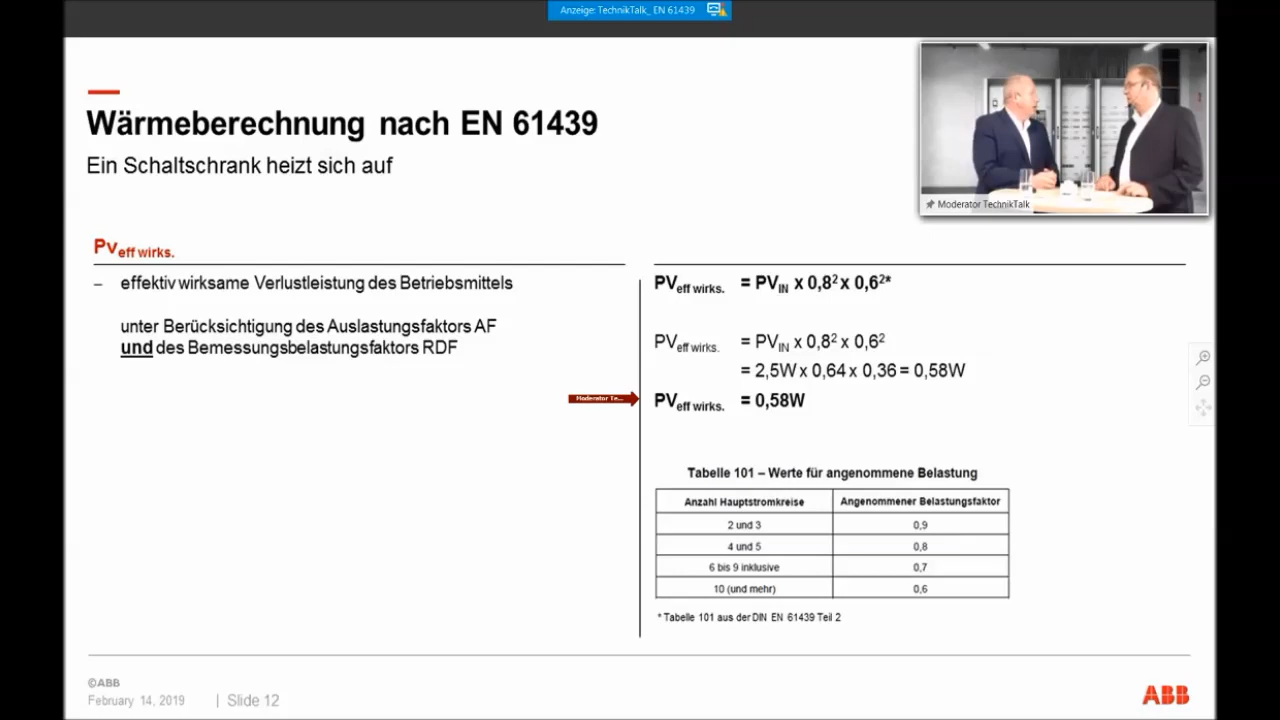 Anzeige: TechnikTalk_ EN 61439
Wärmeberechnung nach EN 61439
Ein Schaltschrank heizt sich auf
Moderator TechnikTalk
Pv eff wirks.
– effektiv wirksame Verlustleistung des Betriebsmittels
unter Berücksichtigung des Auslastungsfaktors AF
und des Bemessungsbelastungsfaktors RDF
Moderator Te...
PVeff wirks. = PVIN x 0,8² x 0,6²*
PVeff wirks. = PVIN x 0,8² x 0,6²
= 2,5W x 0,64 x 0,36 = 0,58W
PVeff wirks. = 0,58W
Tabelle 101 – Werte für angenommene Belastung
Anzahl Hauptstromkreise Angenommener Belastungsfaktor
2 und 3 0,9
4 und 5 0,8
6 bis 9 inklusive 0,7
10 (und mehr) 0,6
* Tabelle 101 aus der DIN EN 61439 Teil 2
©ABB
February 14, 2019 | Slide 12
ABB